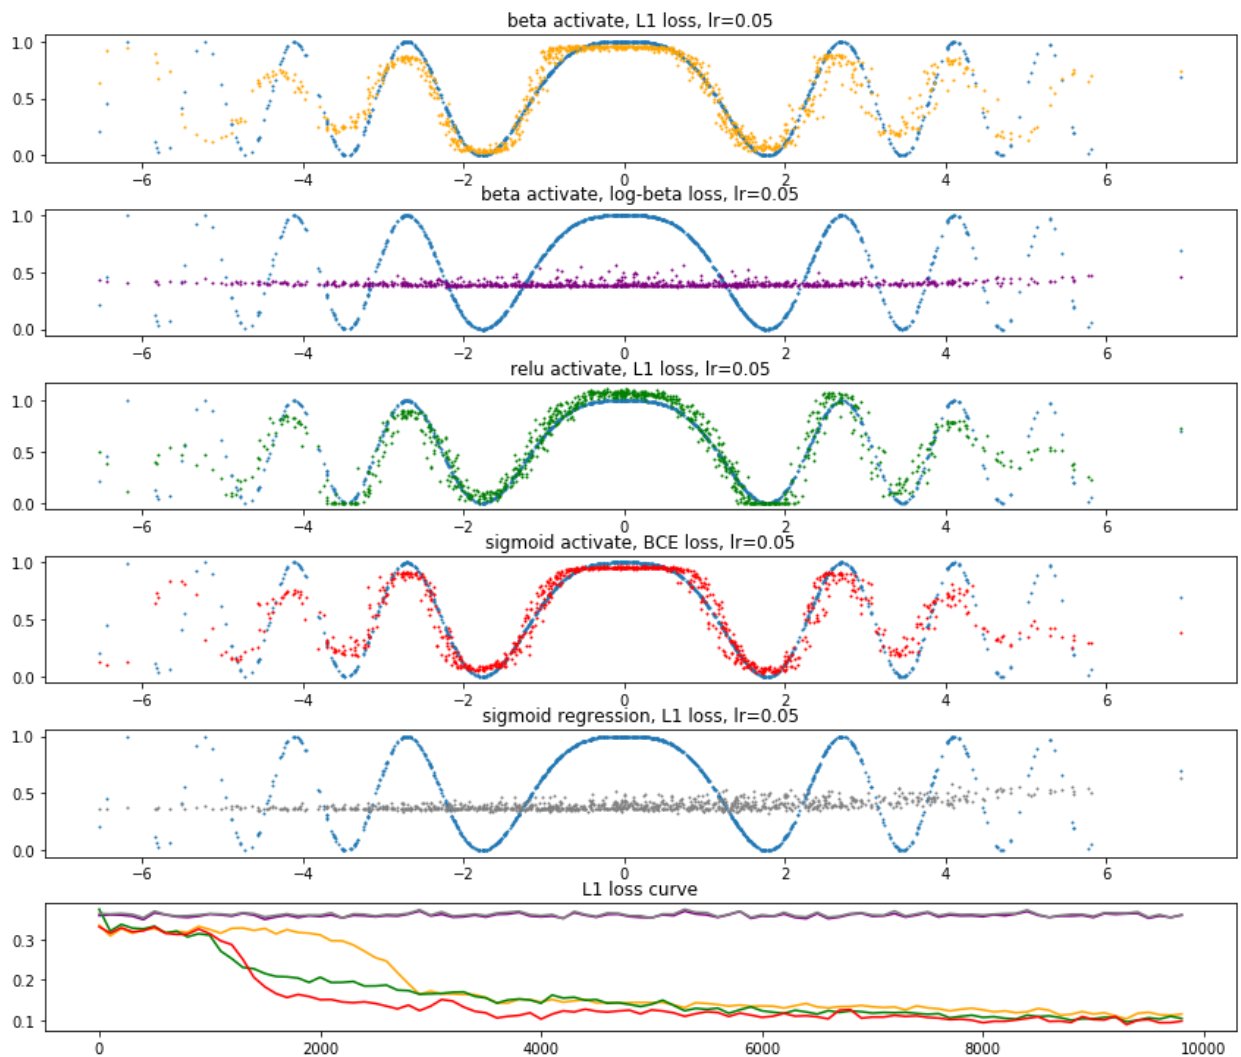 beta activate, L1 loss, lr=0.05
1.0
0.5
0.0
−6 −4 −2 0 2 4 6
beta activate, log-beta loss, lr=0.05
1.0
0.5
0.0
−6 −4 −2 0 2 4 6
relu activate, L1 loss, lr=0.05
1.0
0.5
0.0
−6 −4 −2 0 2 4 6
sigmoid activate, BCE loss, lr=0.05
1.0
0.5
0.0
−6 −4 −2 0 2 4 6
sigmoid regression, L1 loss, lr=0.05
1.0
0.5
0.0
−6 −4 −2 0 2 4 6
L1 loss curve
0.3
0.2
0.1
0 2000 4000 6000 8000 10000